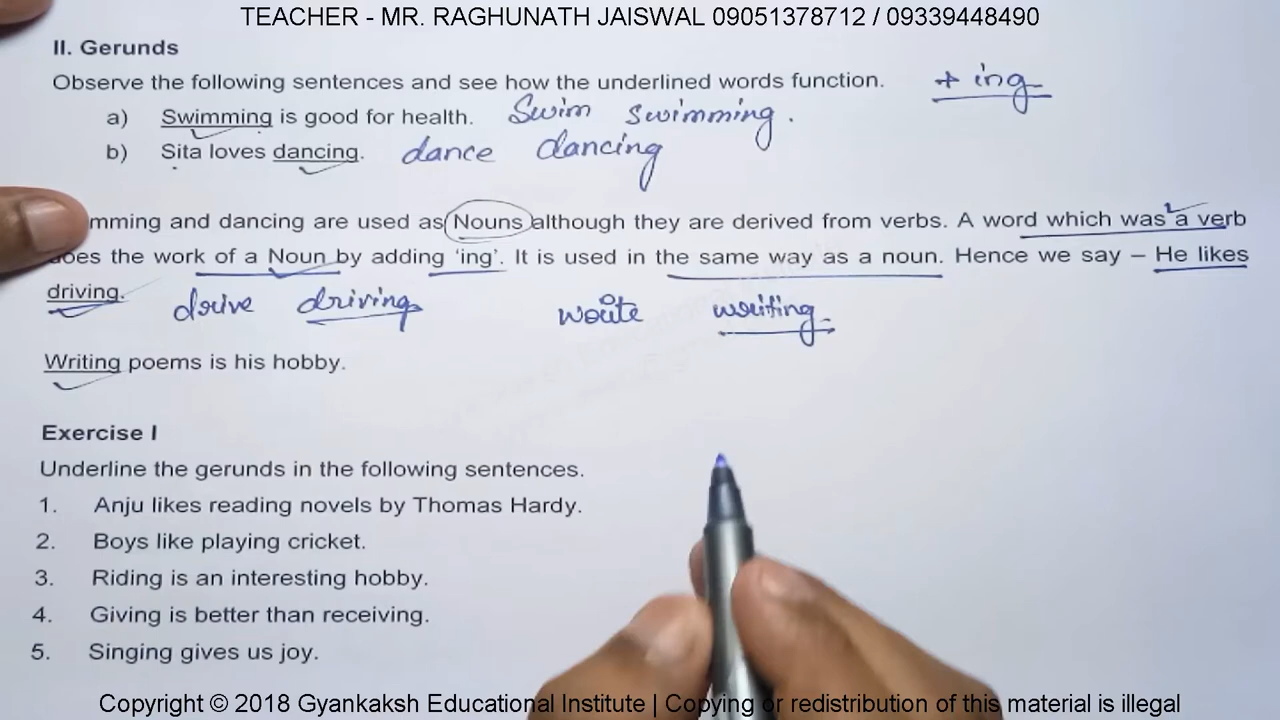 TEACHER - MR. RAGHUNATH JAISWAL 09051378712 / 09339448490
II. Gerunds
Observe the following sentences and see how the underlined words function. + ing
a) Swimming is good for health. Swim swimming.
b) Sita loves dancing. dance dancing
mming and dancing are used as Nouns although they are derived from verbs. A word which was a verb
does the work of a Noun by adding 'ing'. It is used in the same way as a noun. Hence we say – He likes
driving. drive driving write writing
Writing poems is his hobby.
Exercise I
Underline the gerunds in the following sentences.
1. Anju likes reading novels by Thomas Hardy.
2. Boys like playing cricket.
3. Riding is an interesting hobby.
4. Giving is better than receiving.
5. Singing gives us joy.
Copyright © 2018 Gyankaksh Educational Institute | Copying or redistribution of this material is illegal